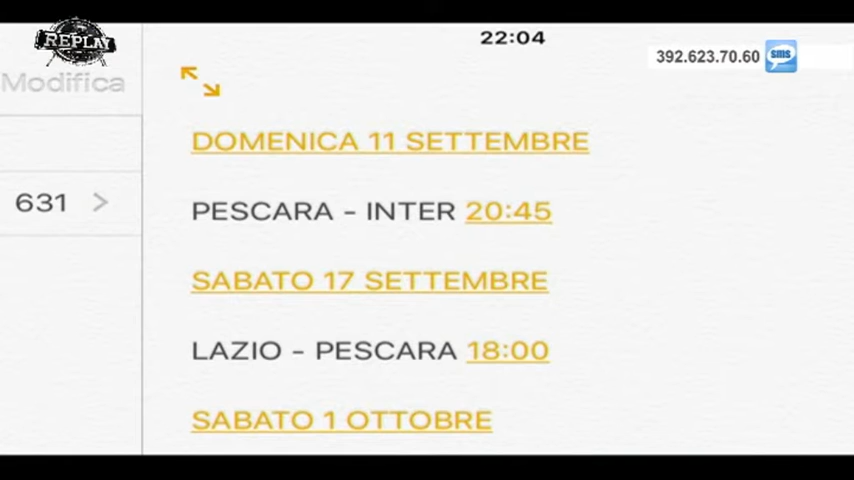 REPLAY
22:04
392.623.70.60 sms
Modifica
DOMENICA 11 SETTEMBRE
631 >
PESCARA - INTER 20:45
SABATO 17 SETTEMBRE
LAZIO - PESCARA 18:00
SABATO 1 OTTOBRE